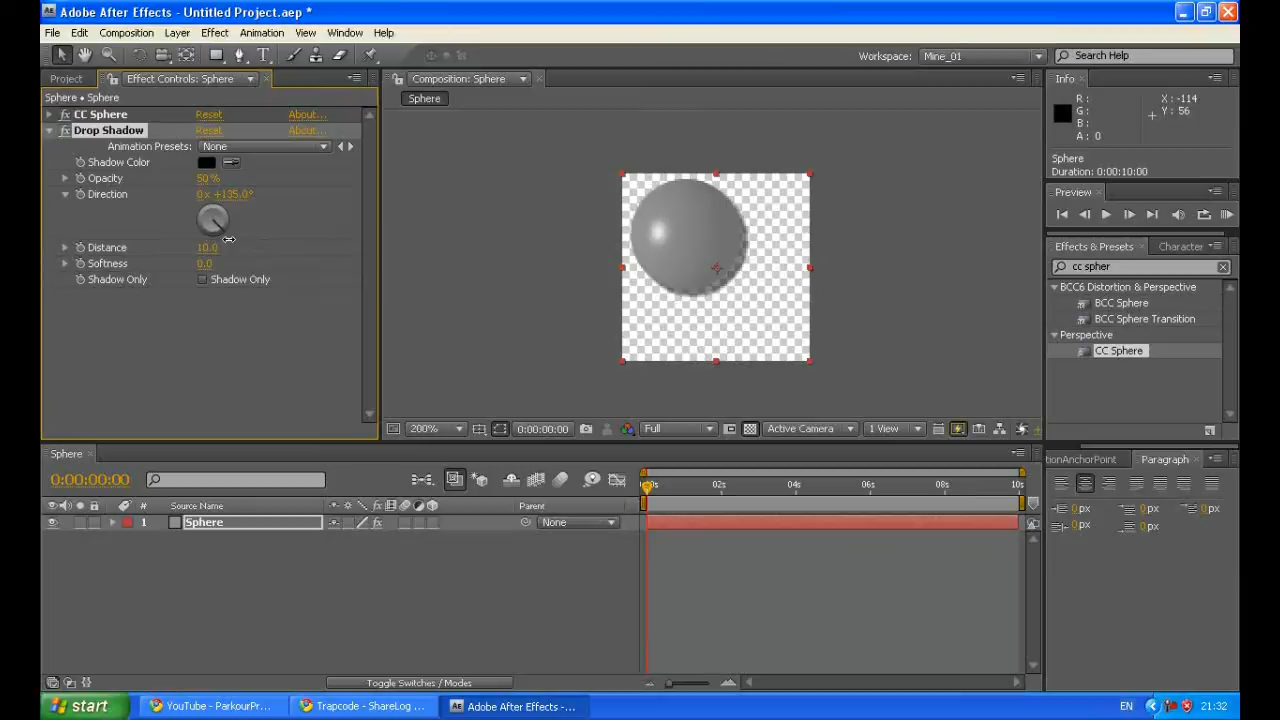 Adobe After Effects - Untitled Project.aep *
File Edit Composition Layer Effect Animation View Window Help
Workspace: Mine_01 Search Help
Project Effect Controls: Sphere Composition: Sphere Info
Sphere • Sphere
Sphere
CC Sphere Reset About...
Drop Shadow Reset About...
Animation Presets: None
Shadow Color
Opacity 50 %
Direction 0 x +135.0°
Distance 10.0
Softness 0.0
Shadow Only Shadow Only
R :
G :
B :
A : 0
X : -114
Y : 56
Sphere
Duration: 0:00:10:00
Preview
Effects & Presets Character
cc spher
BCC6 Distortion & Perspective
BCC Sphere
BCC Sphere Transition
Perspective
CC Sphere
200% 0:00:00:00 Full Active Camera 1 View
Sphere
0:00:00:00
# Source Name Parent
1 Sphere None
02s 04s 06s 08s 10s
tionAnchorPoint Paragraph
0 px 0 px 0 px
0 px 0 px
Toggle Switches / Modes
start YouTube - ParkourPr... Trapcode - ShareLog ... Adobe After Effects -... EN 21:32